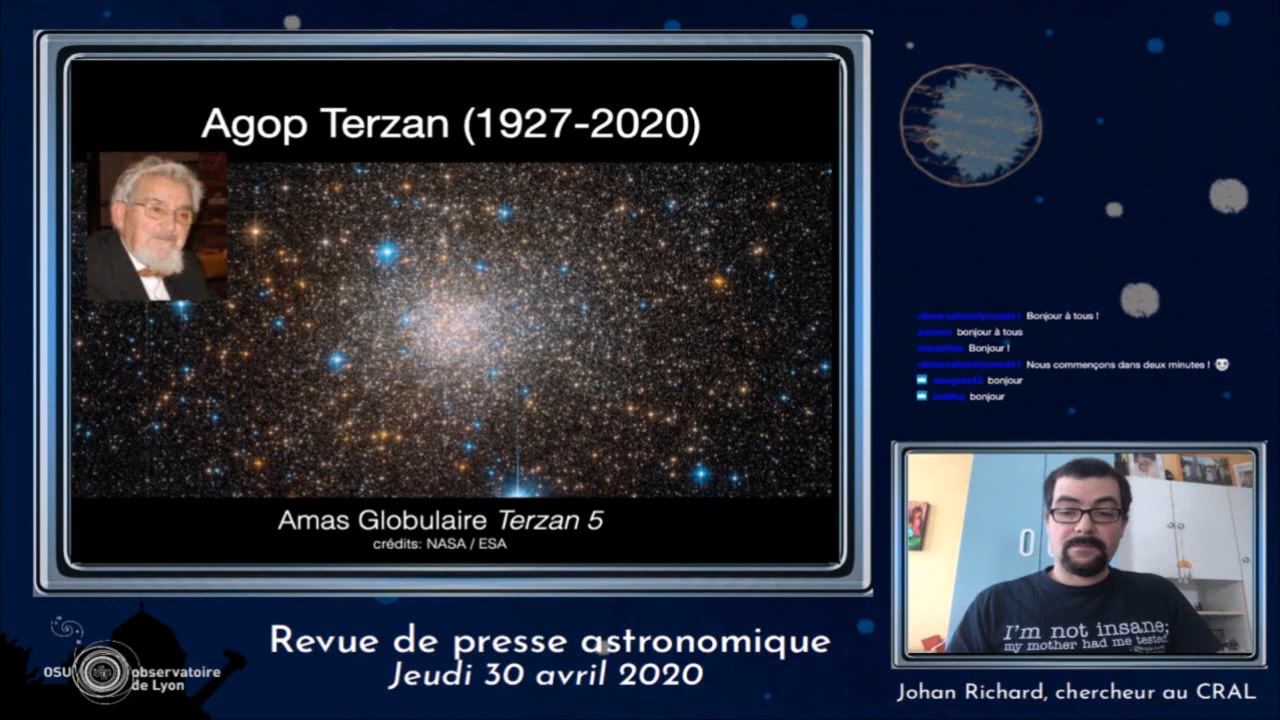 Agop Terzan (1927-2020)
Amas Globulaire Terzan 5
crédits: NASA / ESA
Bonjour à tous !
bonjour à tous
Bonjour !
Nous commençons dans deux minutes !
bonjour
bonjour
I'm not insane;
my mother had me tested.
OSUL observatoire
de Lyon
Revue de presse astronomique
Jeudi 30 avril 2020
Johan Richard, chercheur au CRAL